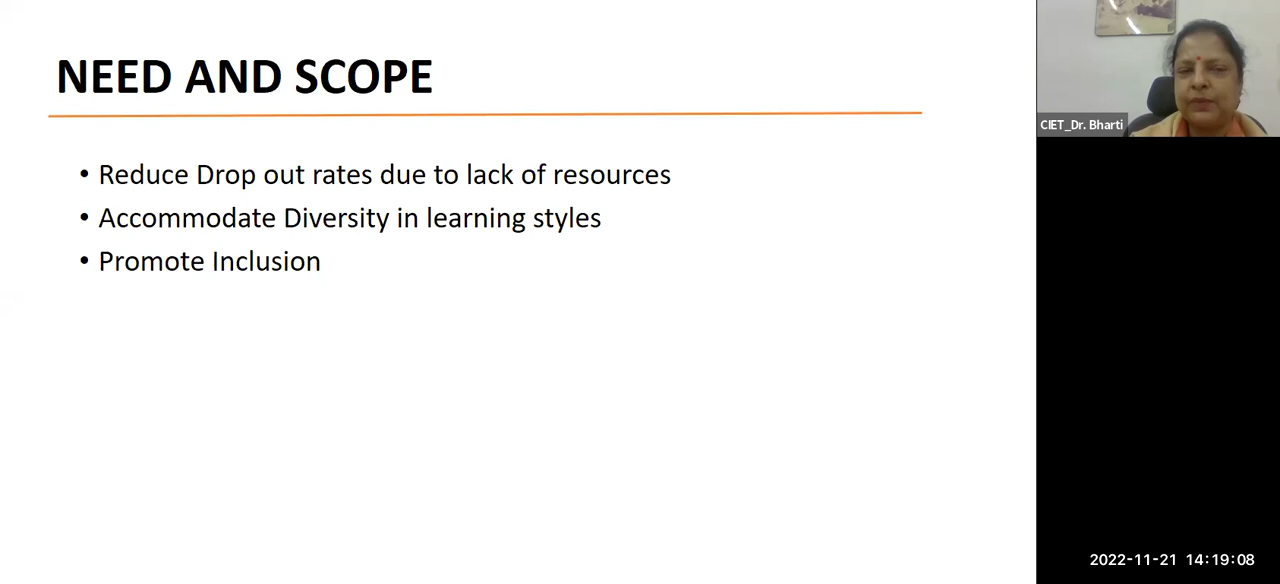 NEED AND SCOPE
• Reduce Drop out rates due to lack of resources
• Accommodate Diversity in learning styles
• Promote Inclusion
CIET_Dr. Bharti
2022-11-21 14:19:08